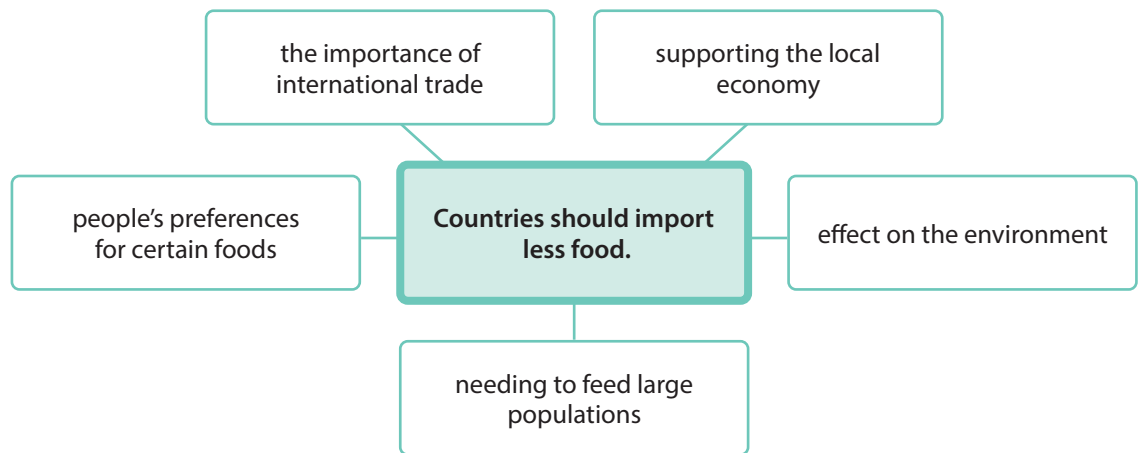 the importance of
international trade
supporting the local
economy
people’s preferences
for certain foods
Countries should import
less food.
effect on the environment
needing to feed large
populations